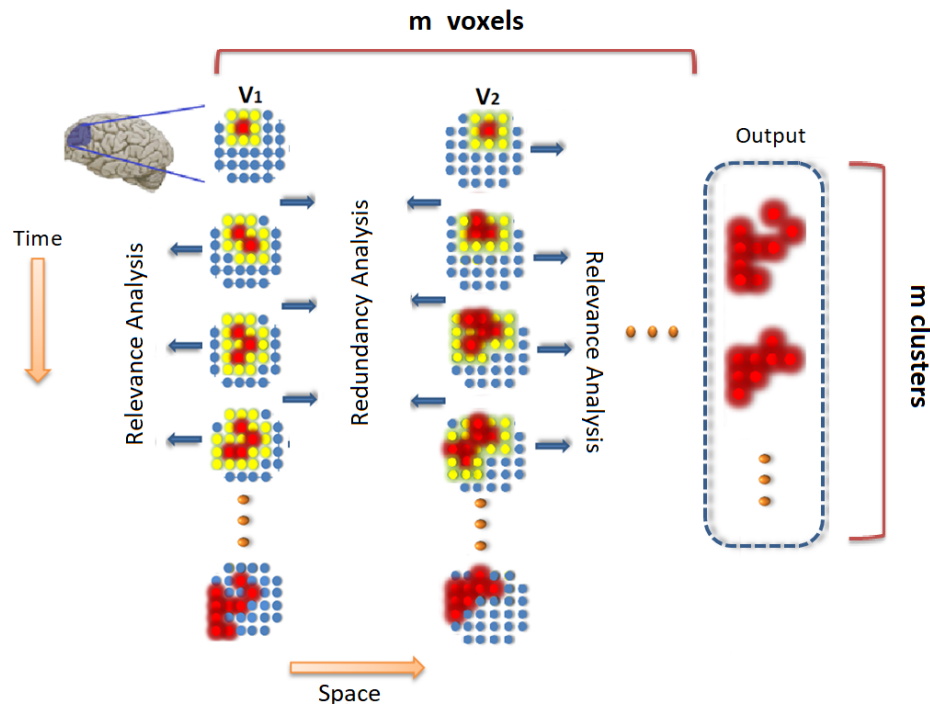 m voxels
V1
V2
Output
Time
Relevance Analysis
Redundancy Analysis
Relevance Analysis
m clusters
Space